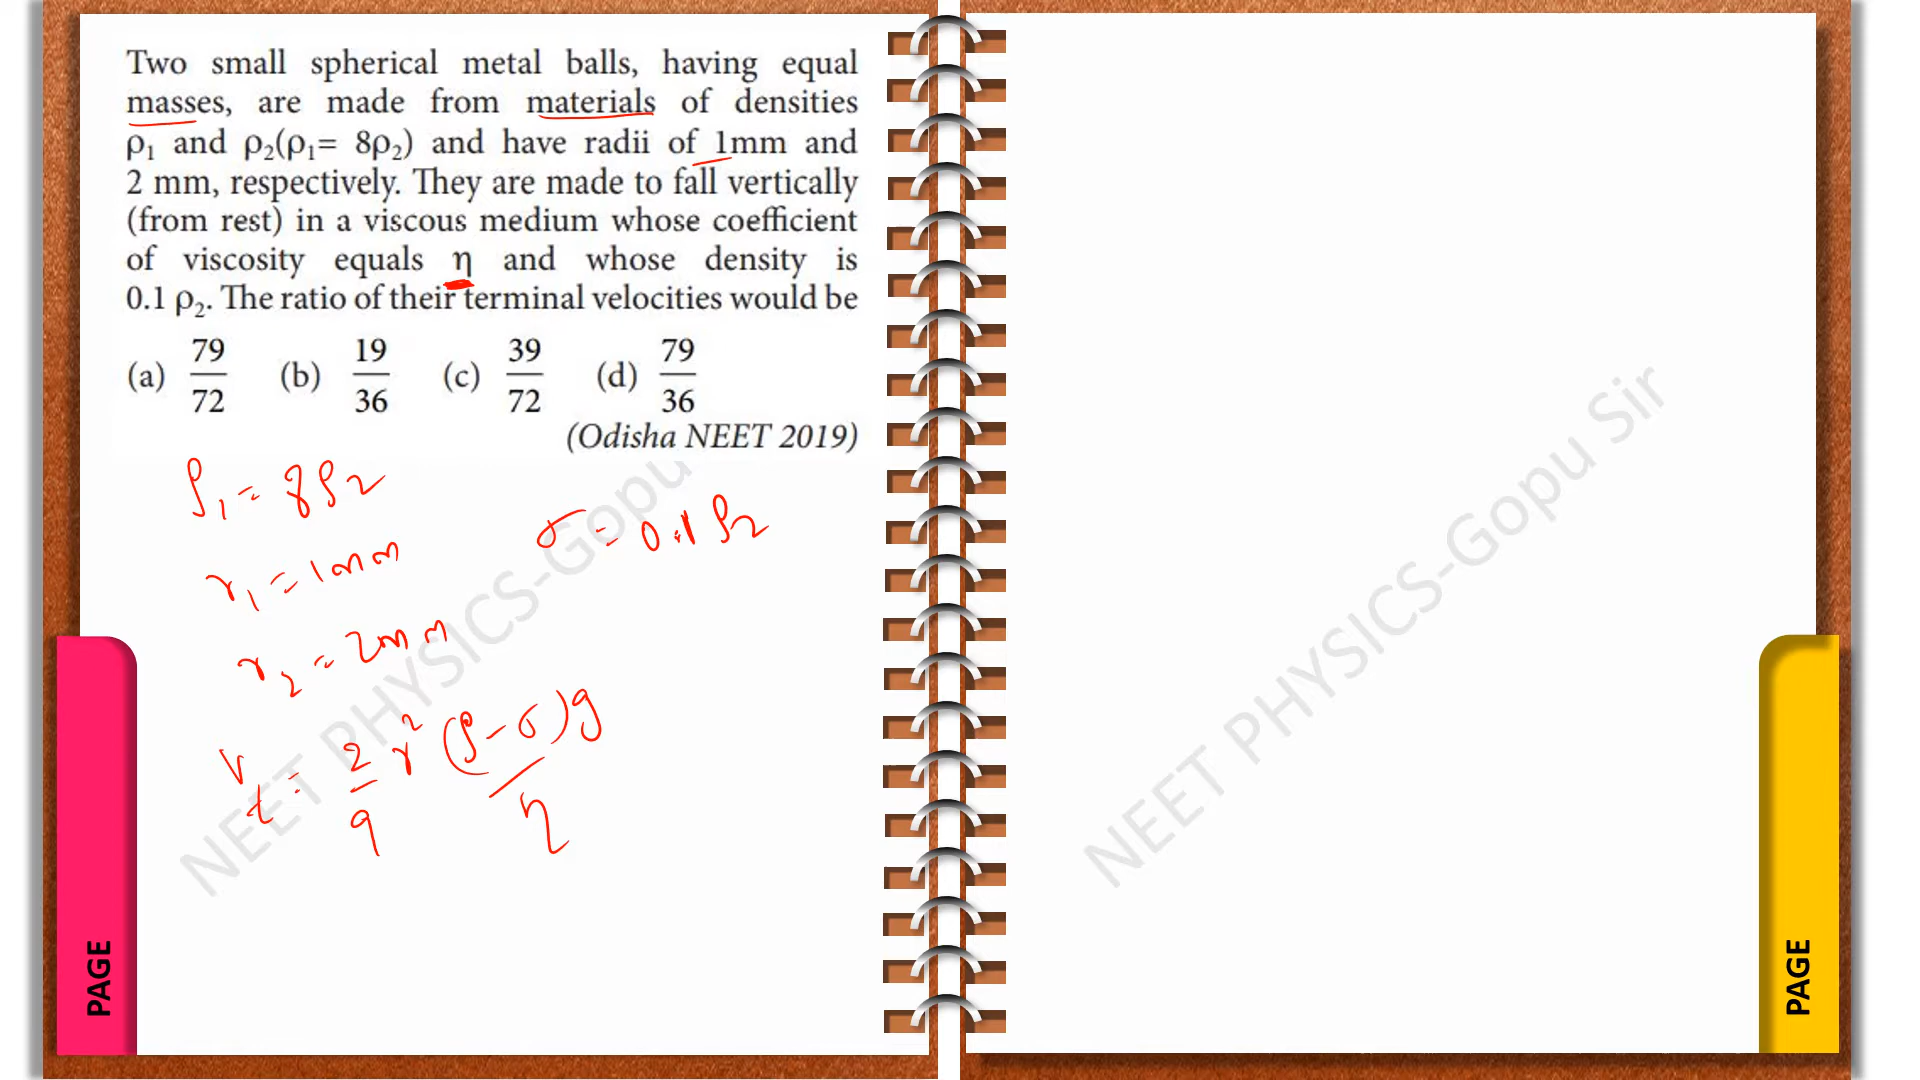 Two small spherical metal balls, having equal
masses, are made from materials of densities
ρ₁ and ρ₂(ρ₁= 8ρ₂) and have radii of 1mm and
2 mm, respectively. They are made to fall vertically
(from rest) in a viscous medium whose coefficient
of viscosity equals η and whose density is
0.1 ρ₂. The ratio of their terminal velocities would be
(a) 79/72 (b) 19/36 (c) 39/72 (d) 79/36
(Odisha NEET 2019)
ρ₁ = 8ρ₂
σ = 0.1 ρ₂
r₁ = 1mm
r₂ = 2mm
Vt = 2/9 r² (ρ-σ)g/η
NEET PHYSICS-Gopu
NEET PHYSICS-Gopu Sir
PAGE
PAGE